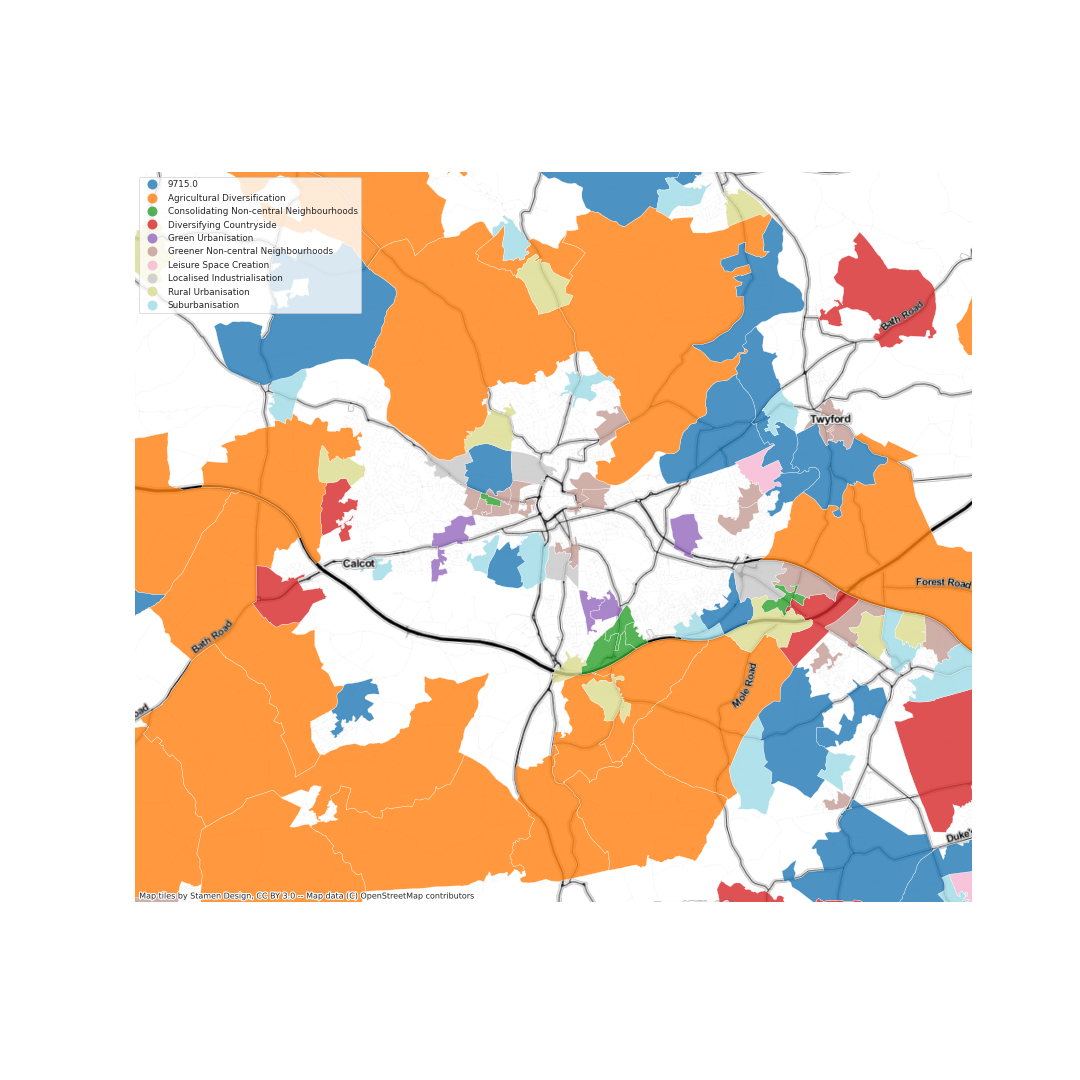 9715.0
Agricultural Diversification
Consolidating Non-central Neighbourhoods
Diversifying Countryside
Green Urbanisation
Greener Non-central Neighbourhoods
Leisure Space Creation
Localised Industrialisation
Rural Urbanisation
Suburbanisation
Bath Road
Twyford
Calcot
Forest Road
Bath Road
Mole Road
oad
Duke's
Map tiles by Stamen Design, CC BY 3.0 -- Map data (C) OpenStreetMap contributors